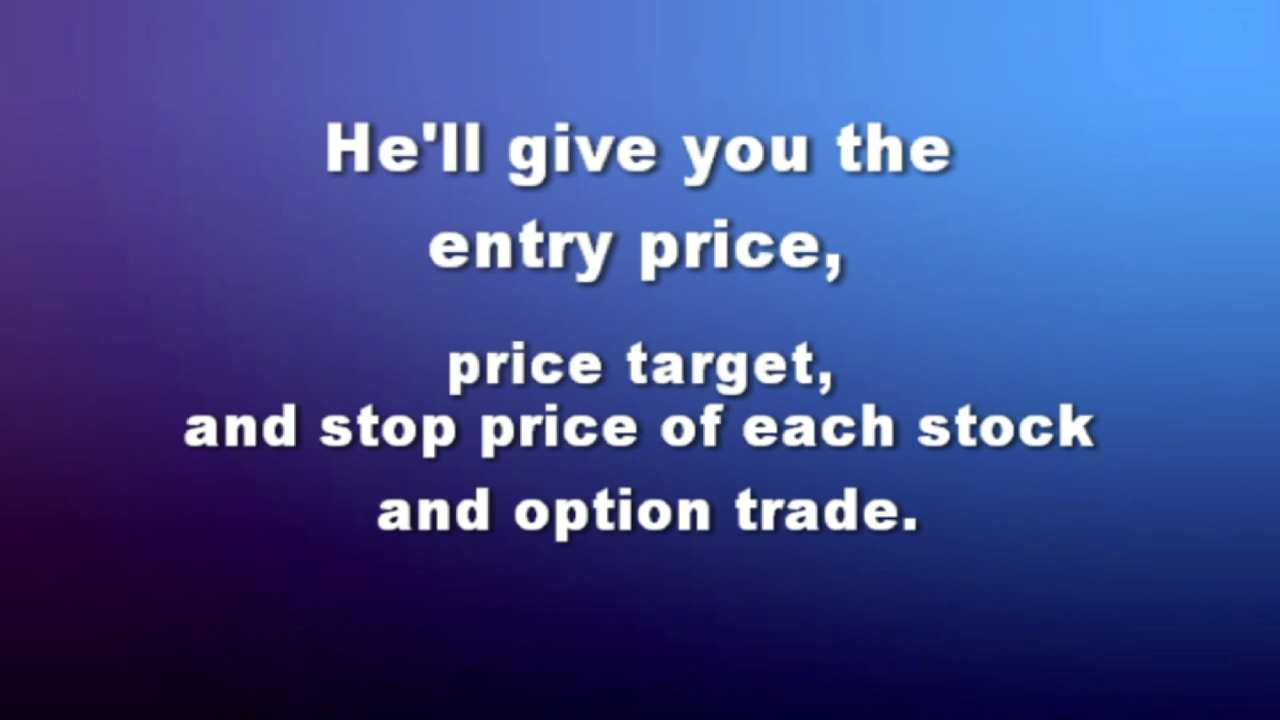 He'll give you the
entry price,
price target,
and stop price of each stock
and option trade.